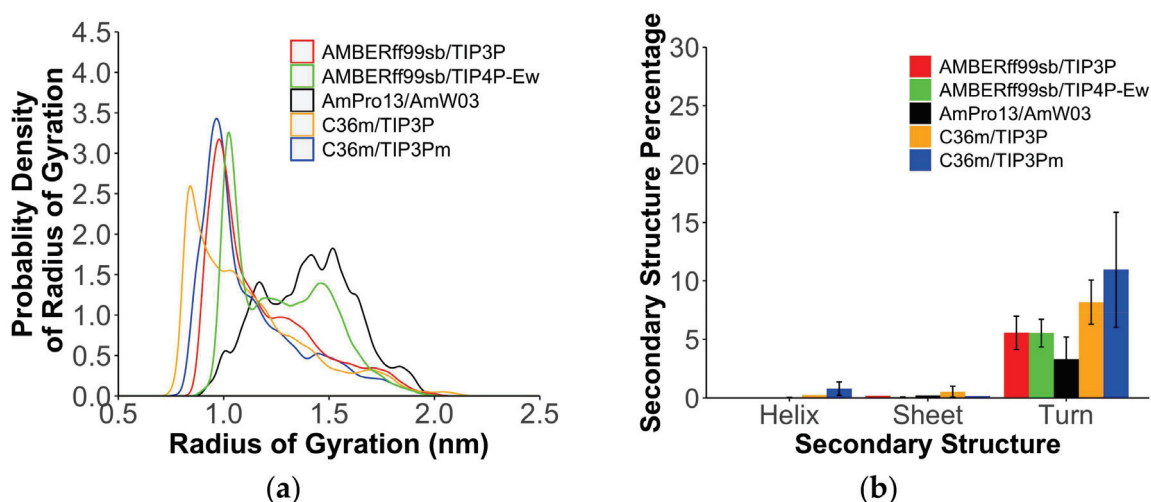 Probablity Density
of Radius of Gyration
4.5
4.0
3.5
3.0
2.5
2.0
1.5
1.0
0.5
0.0
AMBERff99sb/TIP3P
AMBERff99sb/TIP4P-Ew
AmPro13/AmW03
C36m/TIP3P
C36m/TIP3Pm
0.5 1.0 1.5 2.0 2.5
Radius of Gyration (nm)
(a)
Secondary Structure Percentage
30
25
20
15
10
5
0
AMBERff99sb/TIP3P
AMBERff99sb/TIP4P-Ew
AmPro13/AmW03
C36m/TIP3P
C36m/TIP3Pm
Helix Sheet Turn
Secondary Structure
(b)